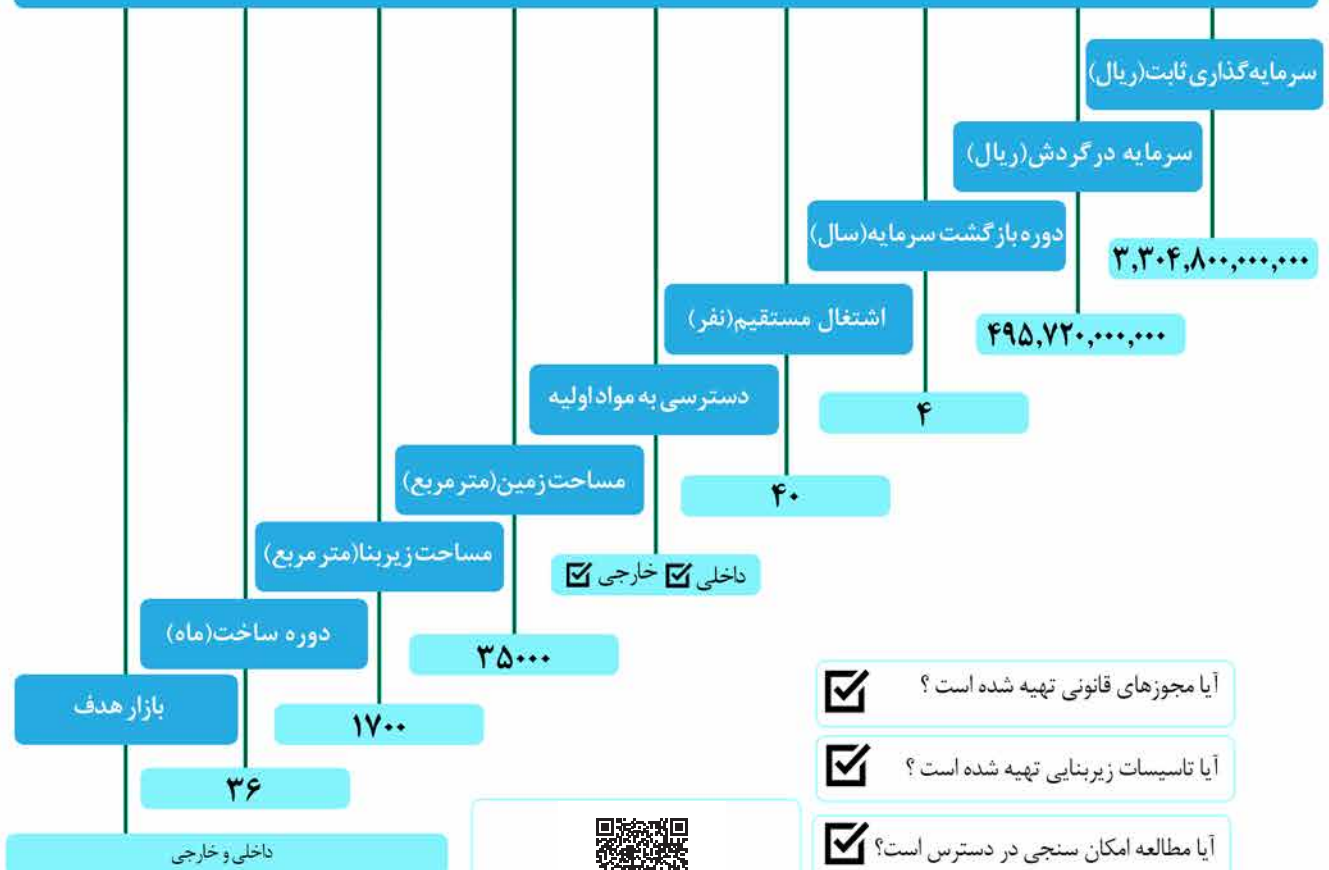 سرمایه‌گذاری ثابت(ریال)
۳,۳۰۴,۸۰۰,۰۰۰,۰۰۰
سرمایه در گردش(ریال)
۴۹۵,۷۲۰,۰۰۰,۰۰۰
دوره بازگشت سرمایه(سال)
۴
اشتغال مستقیم(نفر)
۴۰
دسترسی به مواد اولیه
داخلی ☑ خارجی ☑
مساحت زمین(متر مربع)
۳۵۰۰۰
مساحت زیربنا(متر مربع)
۱۷۰۰
دوره ساخت(ماه)
۳۶
بازار هدف
داخلی و خارجی
آیا مجوزهای قانونی تهیه شده است ؟ ☑
آیا تاسیسات زیربنایی تهیه شده است ؟ ☑
آیا مطالعه امکان سنجی در دسترس است؟ ☑